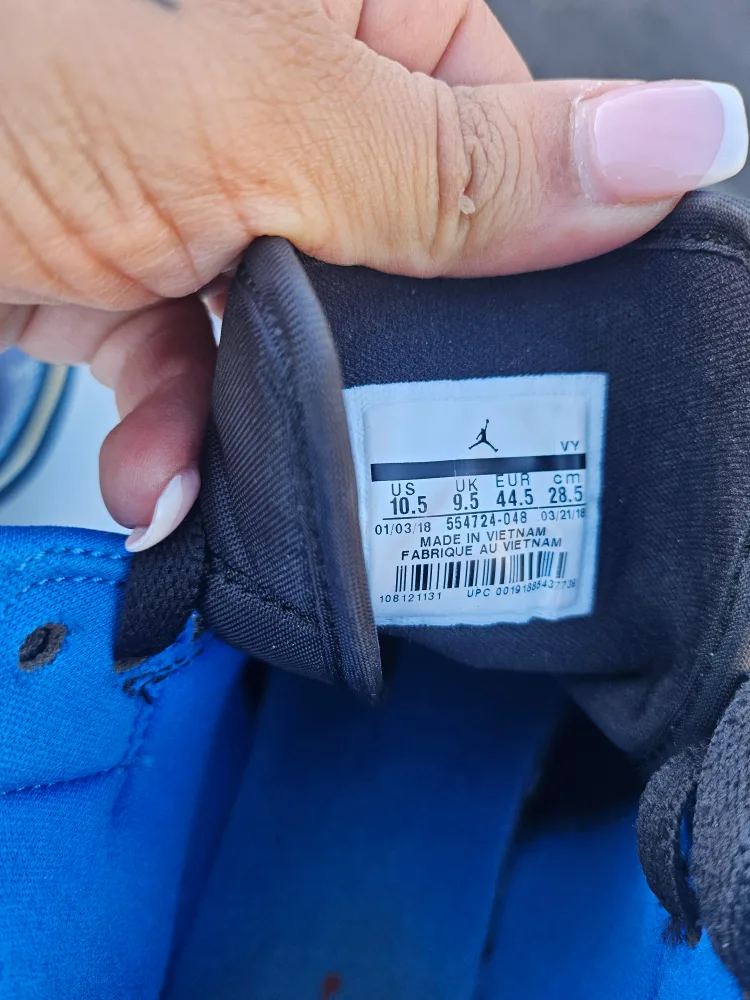 VY
US UK EUR cm
10.5 9.5 44.5 28.5
01/03/18 554724-048 03/21/18
MADE IN VIETNAM
FABRIQUE AU VIETNAM
108121131 UPC